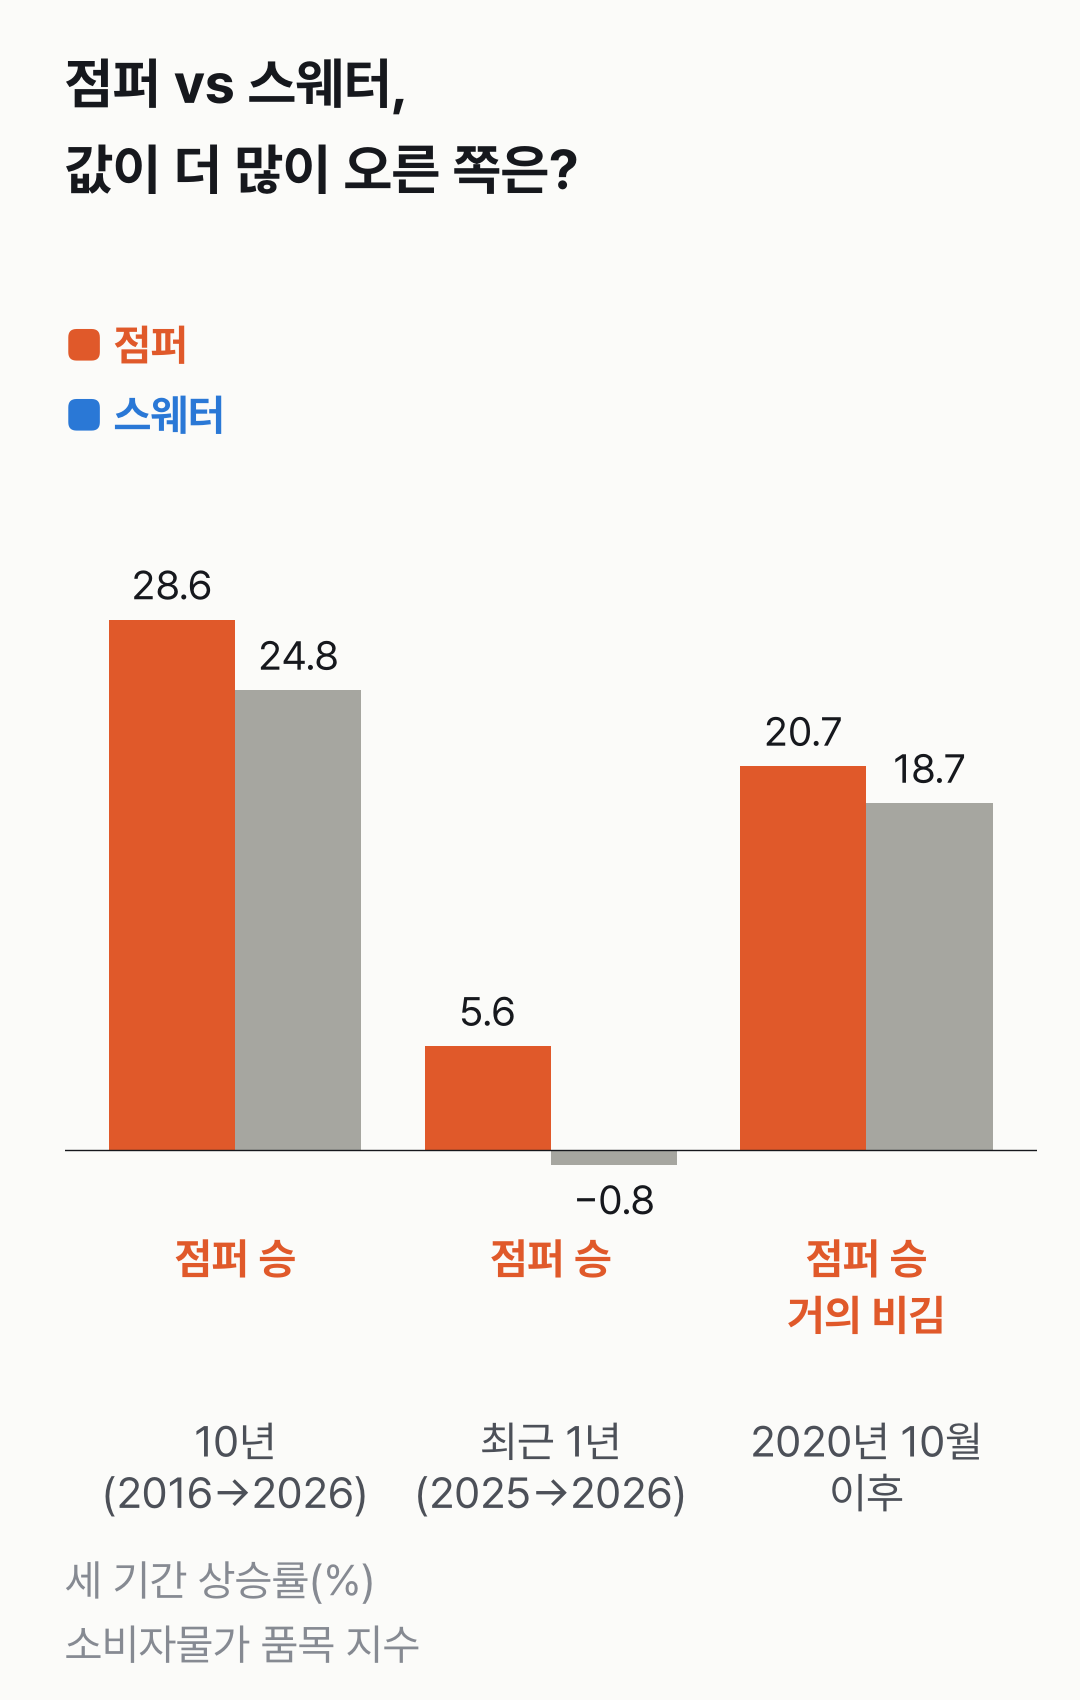 점퍼 vs 스웨터,
값이 더 많이 오른 쪽은?
점퍼
스웨터
28.6
24.8
5.6
−0.8
20.7
18.7
점퍼 승
점퍼 승
점퍼 승
거의 비김
10년
(2016→2026)
최근 1년
(2025→2026)
2020년 10월
이후
세 기간 상승률(%)
소비자물가 품목 지수